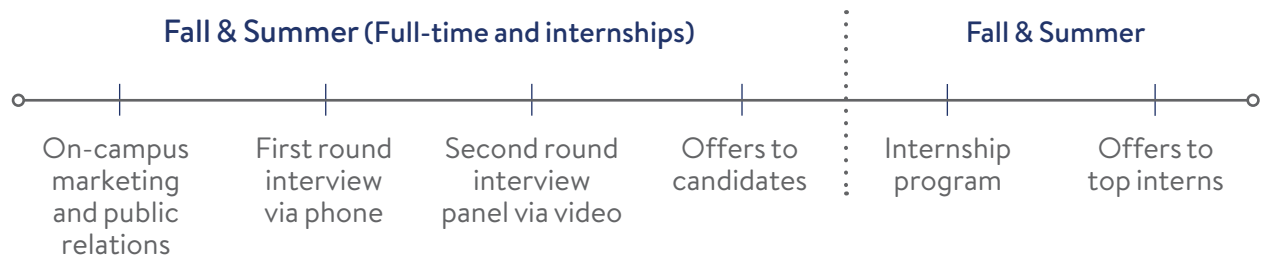 Fall & Summer (Full-time and internships)
Fall & Summer
On-campus
marketing
and public
relations
First round
interview
via phone
Second round
interview
panel via video
Offers to
candidates
Internship
program
Offers to
top interns